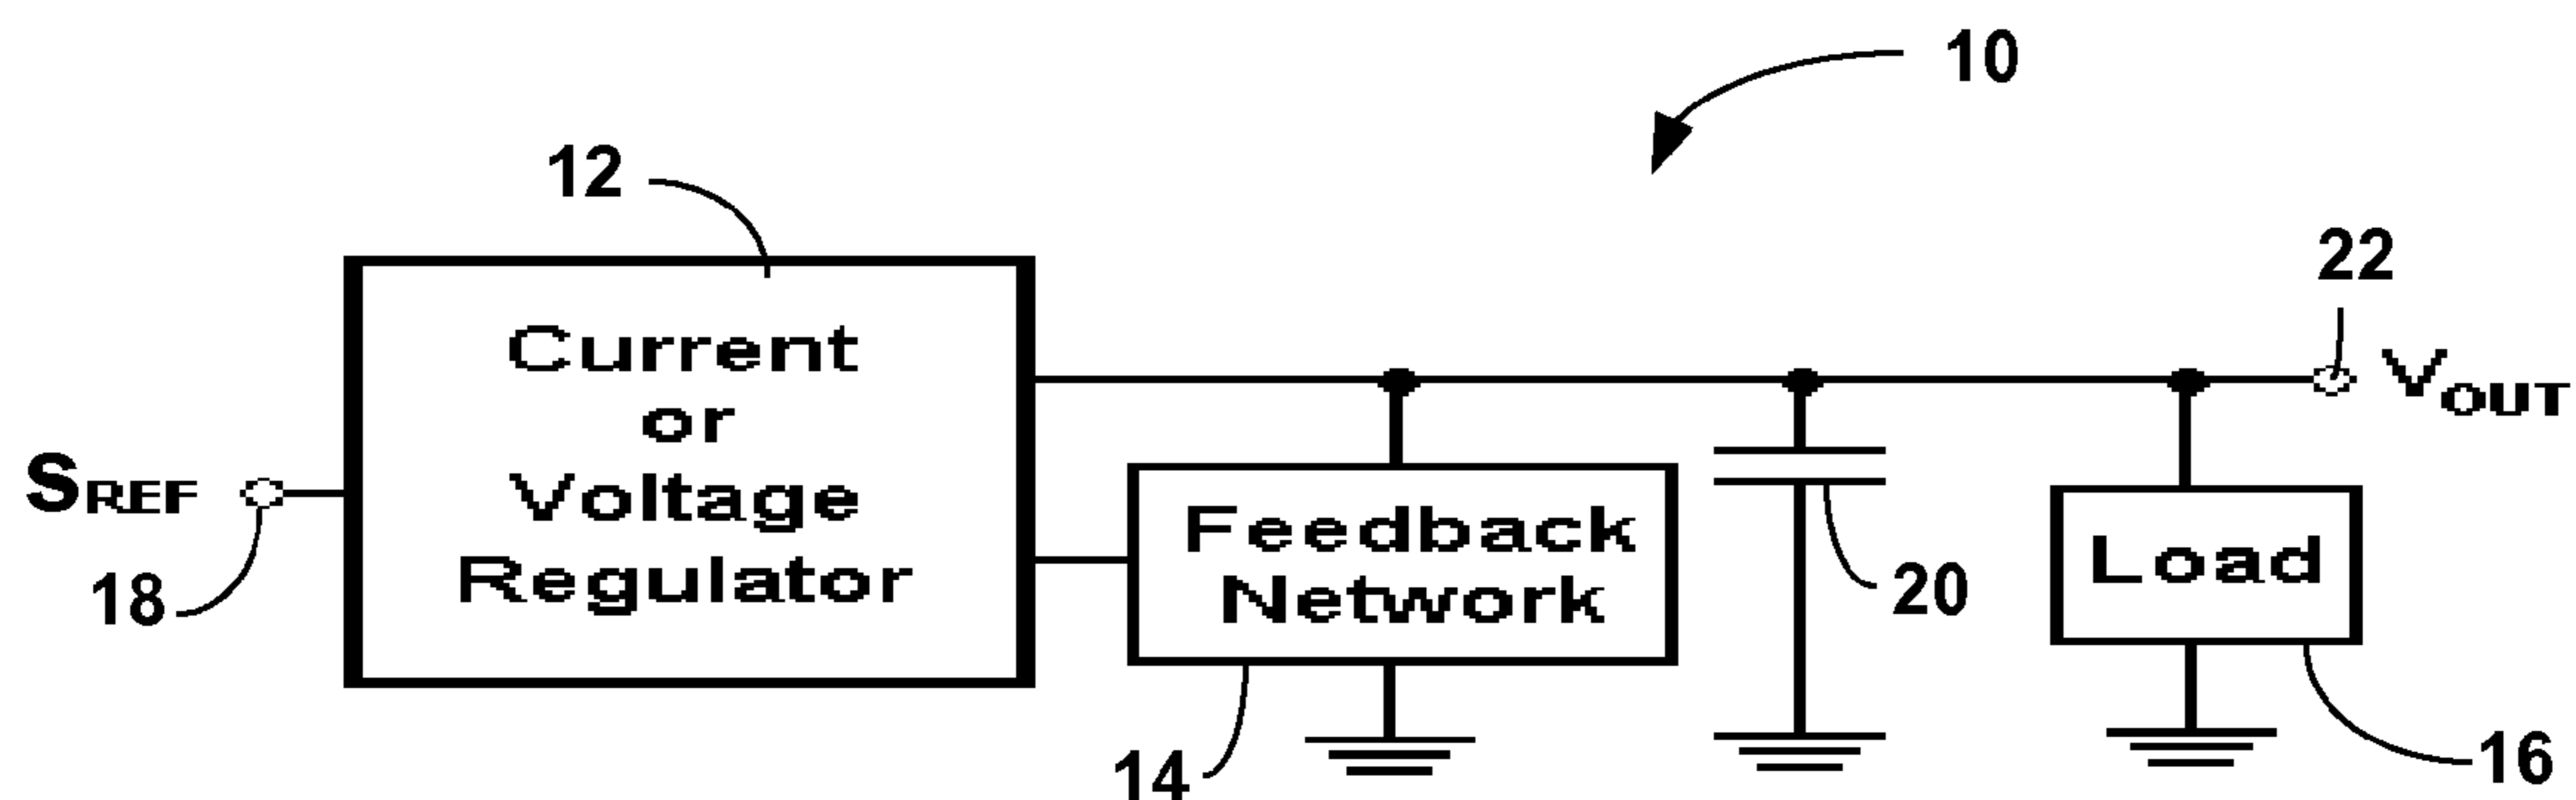 10
12
22
Current
or
Voltage
Regulator
VOUT
SREF
18
Feedback
Network
14
20
Load
16